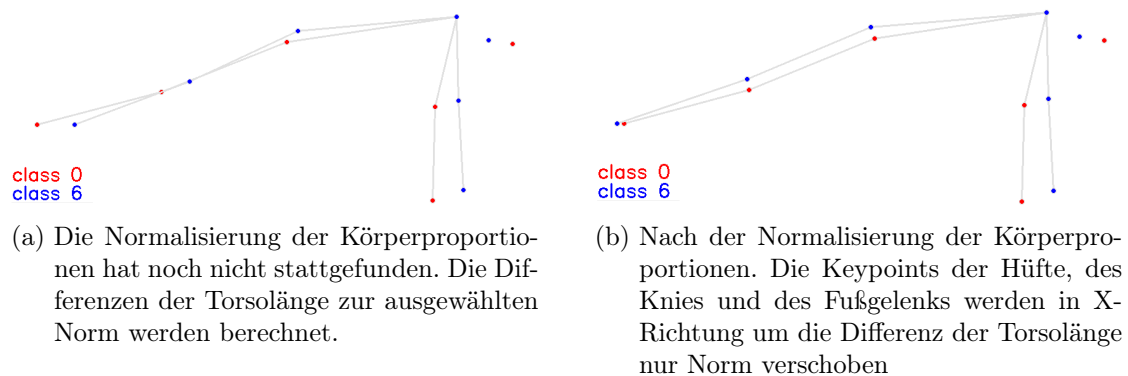 class 0
class 6
(a) Die Normalisierung der Körperproportio-
nen hat noch nicht stattgefunden. Die Dif-
ferenzen der Torsolänge zur ausgewählten
Norm werden berechnet.
class 0
class 6
(b) Nach der Normalisierung der Körperpro-
portionen. Die Keypoints der Hüfte, des
Knies und des Fußgelenks werden in X-
Richtung um die Differenz der Torsolänge
nur Norm verschoben